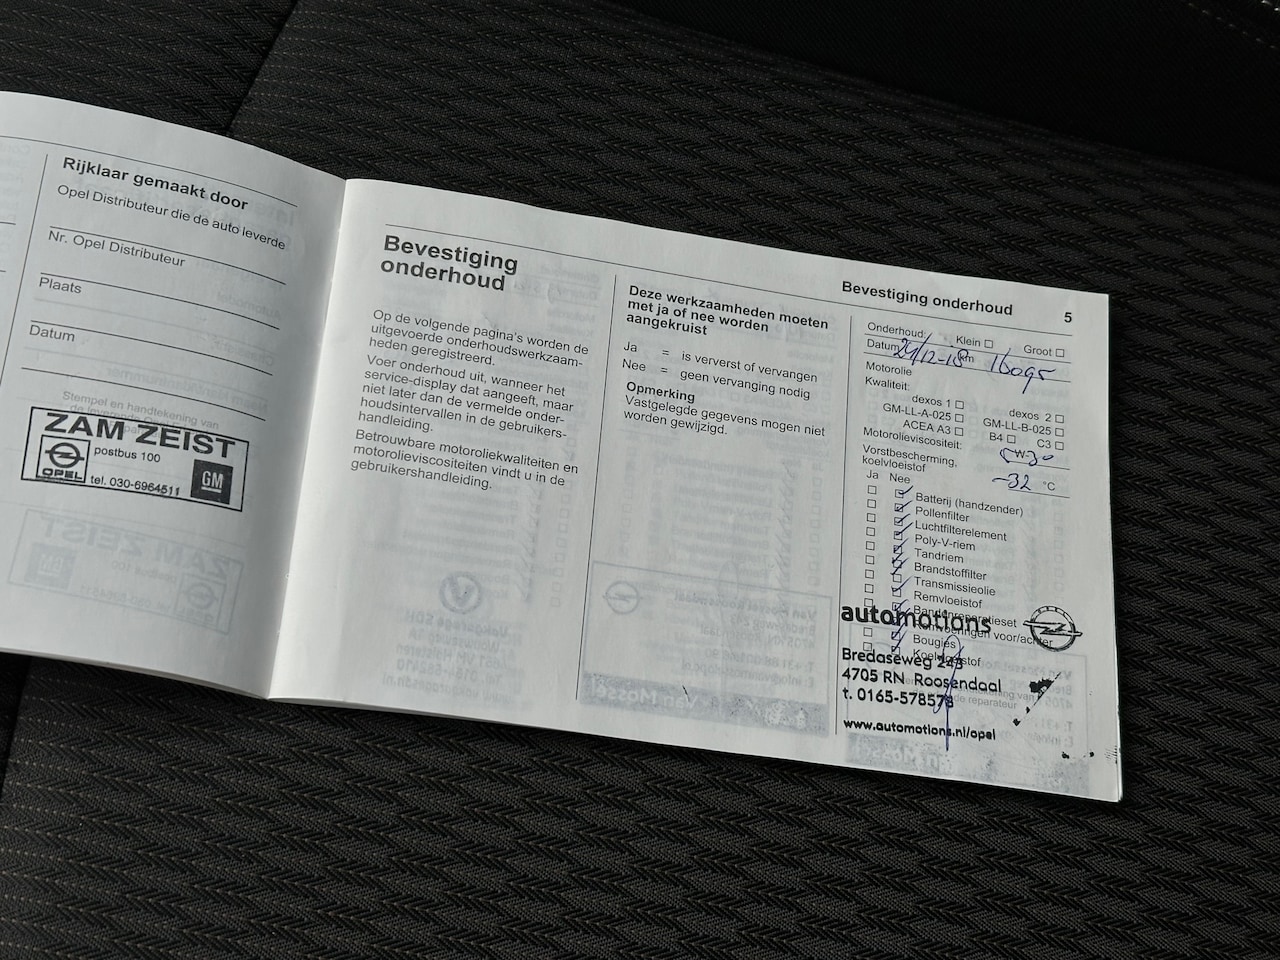 Rijklaar gemaakt door
Opel Distributeur die de auto leverde
Nr. Opel Distributeur
Plaats
Datum
Stempel en handtekening van
ZAM ZEIST
postbus 100
OPEL
tel. 030-6964511
GM
Bevestiging
onderhoud
Op de volgende pagina's worden de
uitgevoerde onderhoudswerkzaam-
heden geregistreerd.
Voer onderhoud uit, wanneer het
service-display dat aangeeft, maar
niet later dan de vermelde onder-
houdsintervallen in de gebruikers-
handleiding.
Betrouwbare motoroliekwaliteiten en
motorolieviscositeiten vindt u in de
gebruikershandleiding.
Deze werkzaamheden moeten
met ja of nee worden
aangekruist
Ja = is ververst of vervangen
Nee = geen vervanging nodig
Opmerking
Vastgelegde gegevens mogen niet
worden gewijzigd.
Bevestiging onderhoud 5
Onderhoud: Klein Groot
Datum
Motorolie
Kwaliteit:
dexos 1 dexos 2
GM-LL-A-025 GM-LL-B-025
ACEA A3 B4 C3
Motorolieviscositeit:
W-30
Vorstbescherming,
koelvloeistof -32 °C
Ja Nee
Batterij (handzender)
Pollenfilter
Luchtfilterelement
Poly-V-riem
Tandriem
Brandstoffilter
Transmissieolie
Remvloeistof
Bandenreparatieset
voor/achter
Bougies
automotions
Bredaseweg 243
4705 RN Roosendaal
de reparateur
t. 0165-578578
www.automotions.nl/opel